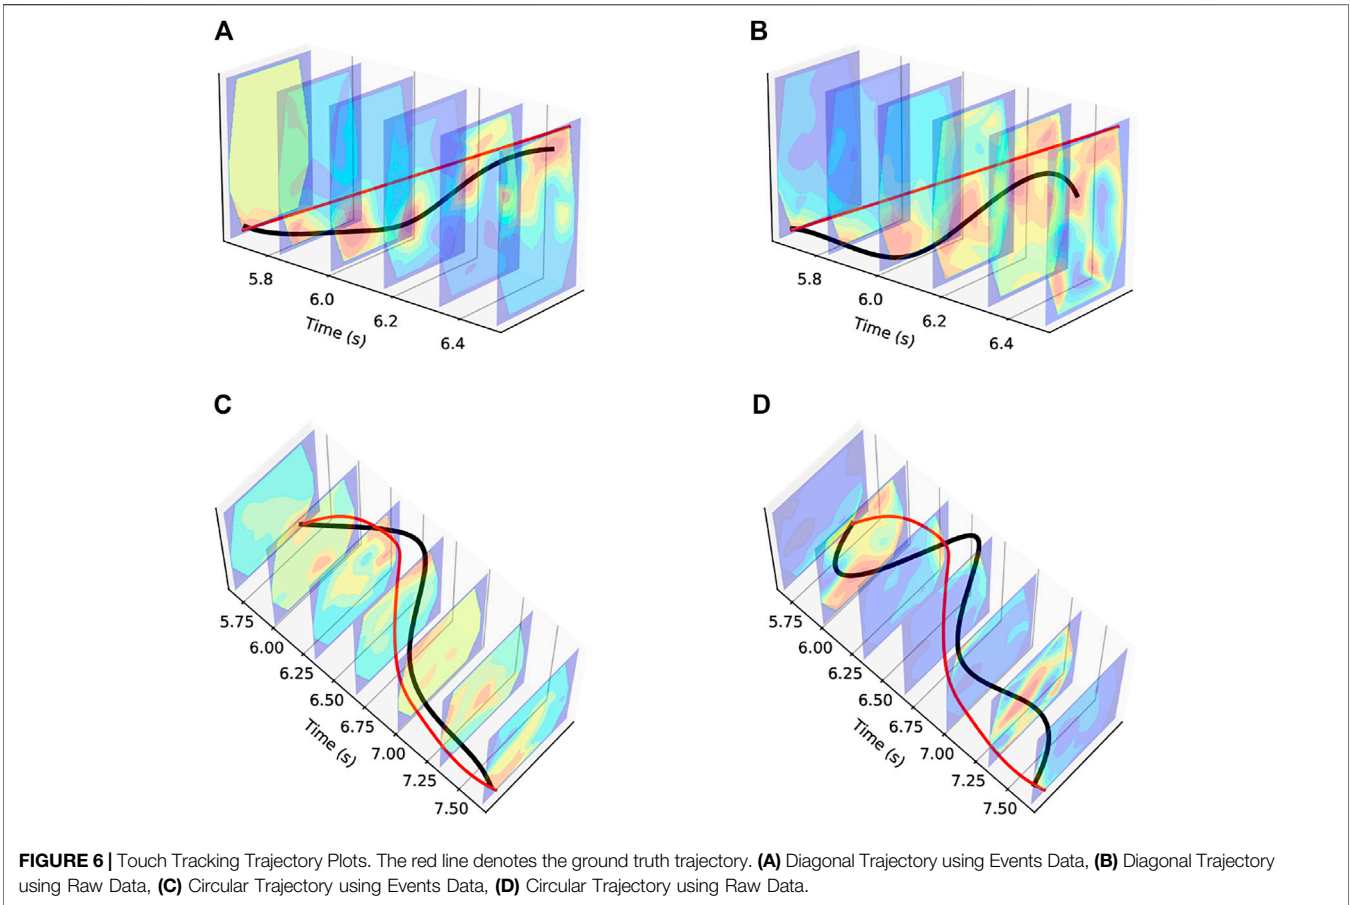 A
5.8
6.0
6.2
6.4
Time (s)
B
5.8
6.0
6.2
6.4
Time (s)
C
5.75
6.00
6.25
6.50
6.75
7.00
7.25
7.50
Time (s)
D
5.75
6.00
6.25
6.50
6.75
7.00
7.25
7.50
Time (s)
FIGURE 6 | Touch Tracking Trajectory Plots. The red line denotes the ground truth trajectory. (A) Diagonal Trajectory using Events Data, (B) Diagonal Trajectory
using Raw Data, (C) Circular Trajectory using Events Data, (D) Circular Trajectory using Raw Data.